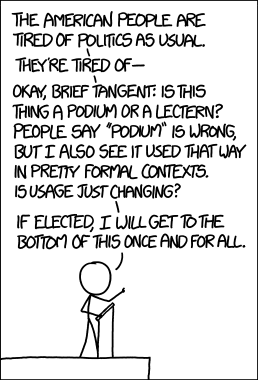 THE AMERICAN PEOPLE ARE
TIRED OF POLITICS AS USUAL.
THEY'RE TIRED OF—
OKAY, BRIEF TANGENT: IS THIS
THING A PODIUM OR A LECTERN?
PEOPLE SAY "PODIUM" IS WRONG,
BUT I ALSO SEE IT USED THAT WAY
IN PRETTY FORMAL CONTEXTS.
IS USAGE JUST CHANGING?
IF ELECTED, I WILL GET TO THE
BOTTOM OF THIS ONCE AND FOR ALL.